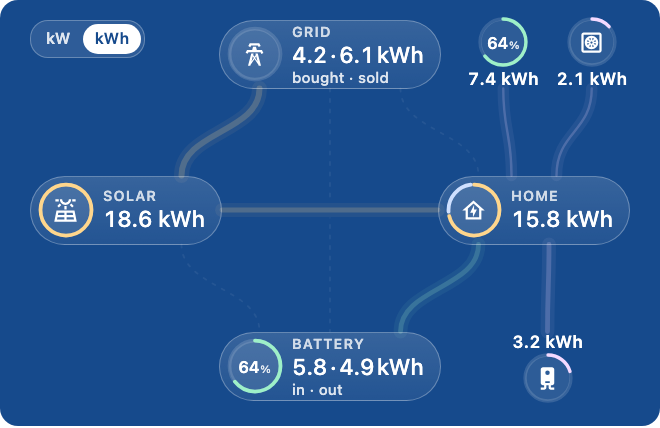 kW kWh
GRID
4.2·6.1 kWh
bought · sold
64%
7.4 kWh
2.1 kWh
SOLAR
18.6 kWh
HOME
15.8 kWh
BATTERY
64%
5.8·4.9 kWh
in · out
3.2 kWh